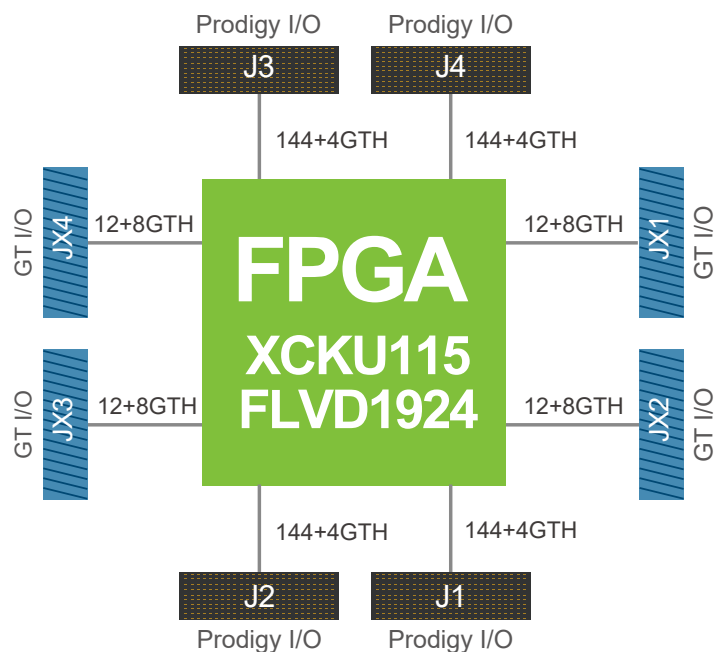 Prodigy I/O
Prodigy I/O
J3
J4
144+4GTH
144+4GTH
GT I/O
JX4
12+8GTH
12+8GTH
JX1
GT I/O
FPGA
XCKU115
FLVD1924
GT I/O
JX3
12+8GTH
12+8GTH
JX2
GT I/O
144+4GTH
144+4GTH
J2
J1
Prodigy I/O
Prodigy I/O